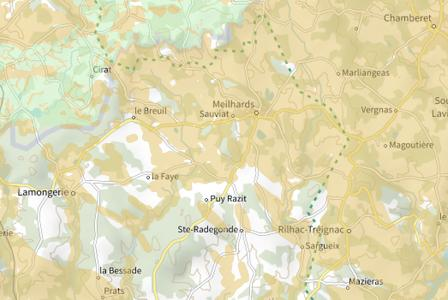 Chamberet
Cirat
Marliangeas
Meilhards
le Breuil
Sauviat
Vergnas
Magoutière
la Faye
Lamongerie
Puy Razit
Ste-Radegonde
Rilhac-Treignac
Sargueix
la Bessade
Mazieras
Prats